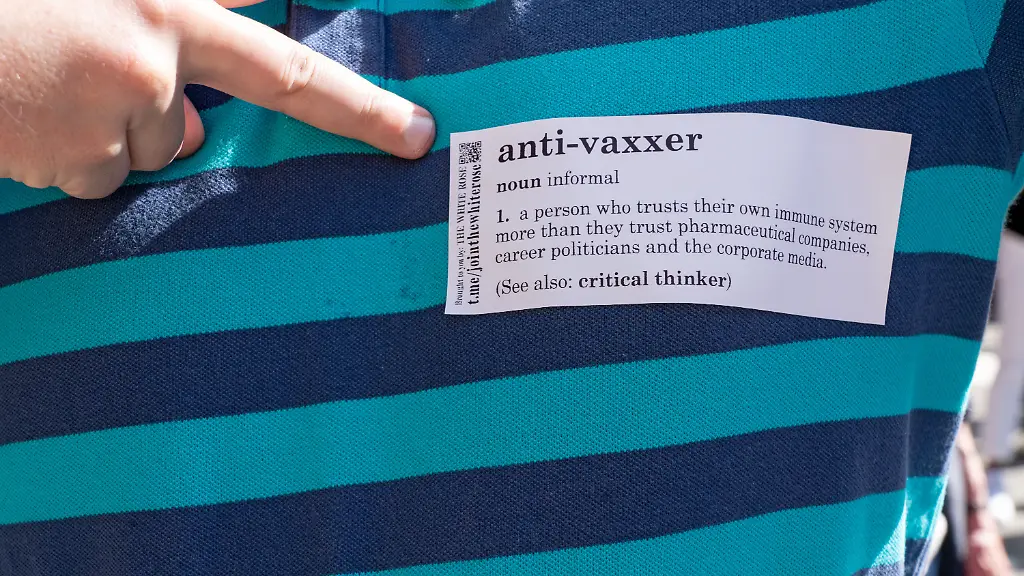 anti-vaxxer
noun informal
1. a person who trusts their own immune system
more than they trust pharmaceutical companies,
career politicians and the corporate media.
(See also: critical thinker)
Brought to you by: THE WHITE ROSE
t.me/jointhewhiterose